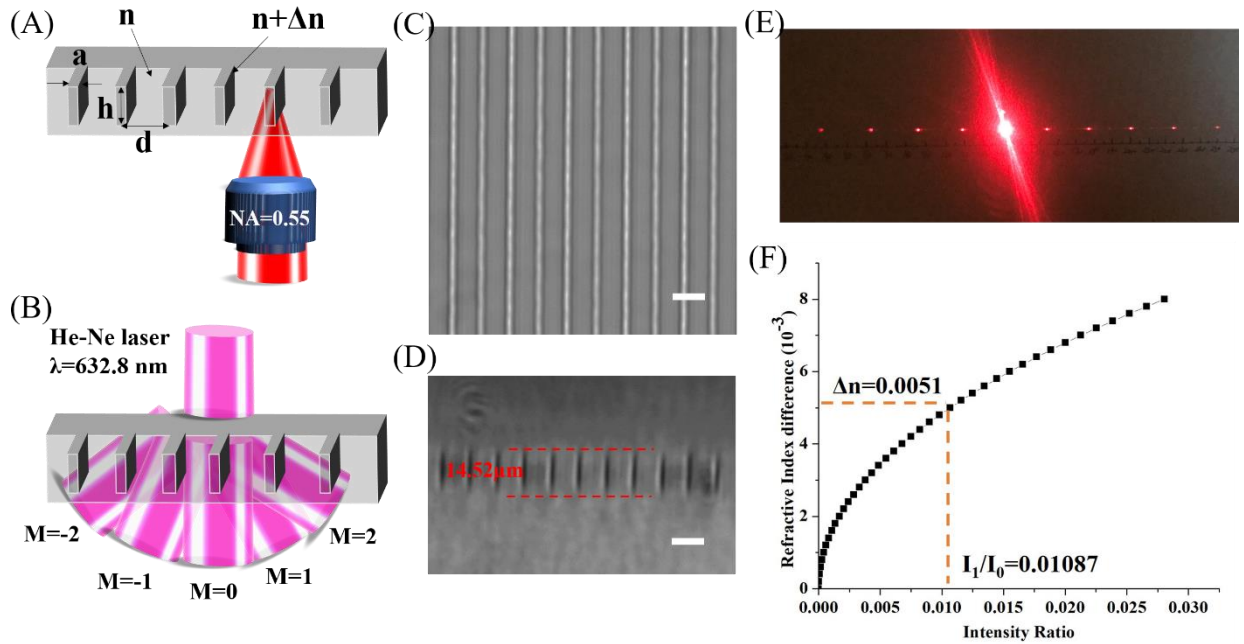 (A)
n
n+Δn
a
h
d
NA=0.55
(B)
He-Ne laser
λ=632.8 nm
M=-2
M=-1
M=0
M=1
M=2
(C)
(D)
14.52μm
(E)
(F)
Refractive Index difference (10⁻³)
8
6
4
2
0
Δn=0.0051
I₁/I₀=0.01087
0.000 0.005 0.010 0.015 0.020 0.025 0.030
Intensity Ratio